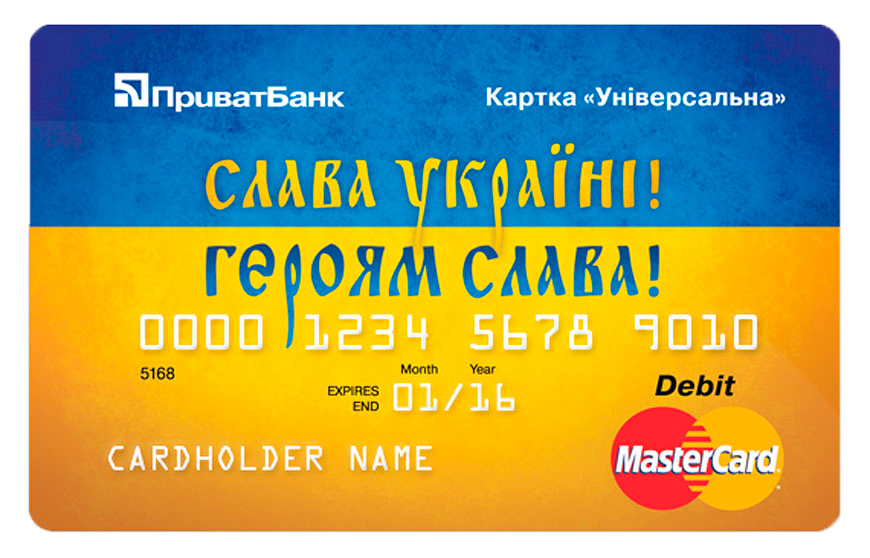 ПриватБанк
Картка «Універсальна»
СЛАВА УКРАЇНІ!
ГЕРОЯМ СЛАВА!
0000 1234 5678 9010
5168
Month Year
EXPIRES END 01/16
Debit
CARDHOLDER NAME
MasterCard